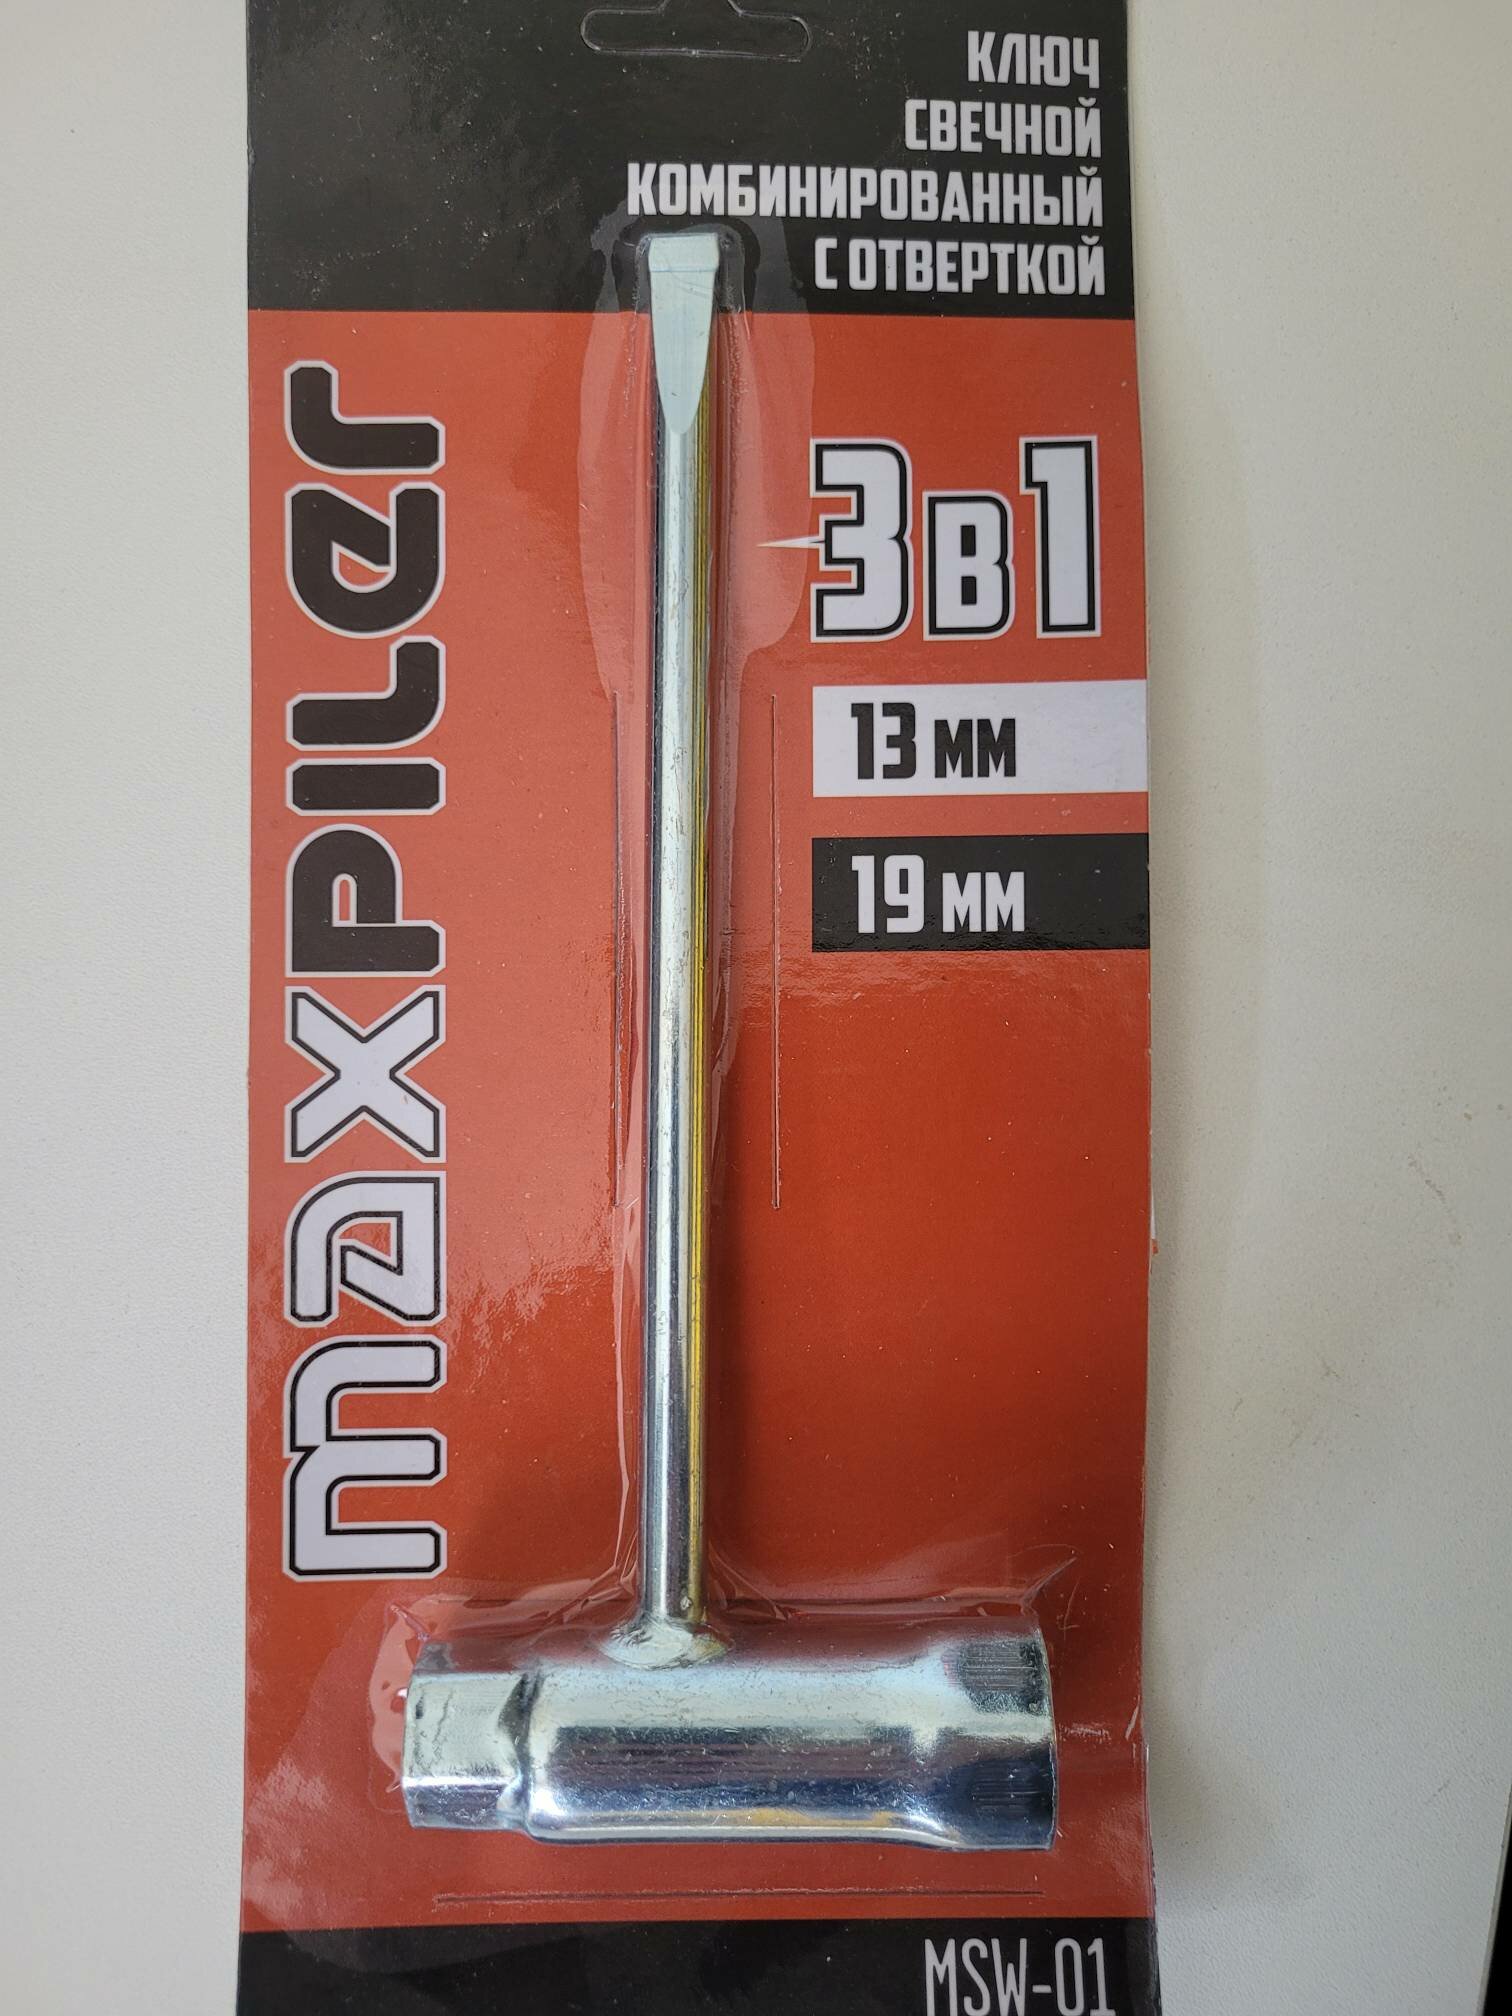 КЛЮЧ
СВЕЧНОЙ
КОМБИНИРОВАННЫЙ
С ОТВЕРТКОЙ
maxpiler
3в1
13 мм
19 мм
MSW-01